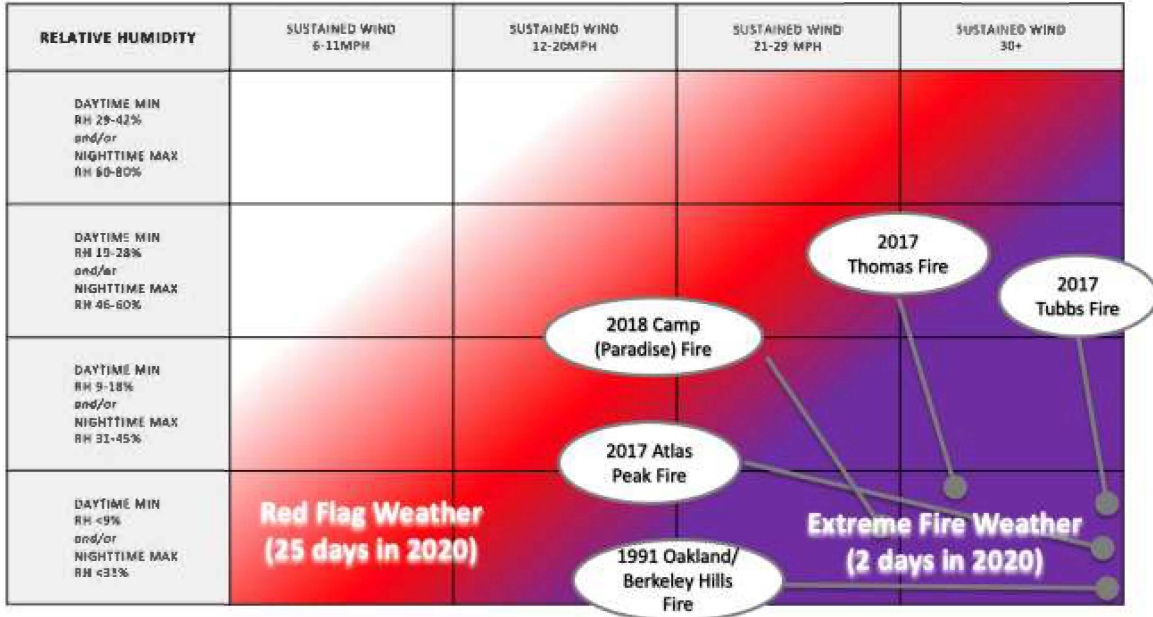 RELATIVE HUMIDITY
SUSTAINED WIND
6-11MPH
SUSTAINED WIND
12-20MPH
SUSTAINED WIND
21-29 MPH
SUSTAINED WIND
30+
DAYTIME MIN
RH 29-42%
and/or
NIGHTTIME MAX
RH 60-80%
DAYTIME MIN
RH 19-28%
and/or
NIGHTTIME MAX
RH 46-60%
2017
Thomas Fire
2017
Tubbs Fire
2018 Camp
(Paradise) Fire
DAYTIME MIN
RH 9-18%
and/or
NIGHTTIME MAX
RH 31-45%
2017 Atlas
Peak Fire
DAYTIME MIN
RH <9%
and/or
NIGHTTIME MAX
RH <31%
Red Flag Weather
(25 days in 2020)
Extreme Fire Weather
(2 days in 2020)
1991 Oakland/
Berkeley Hills
Fire